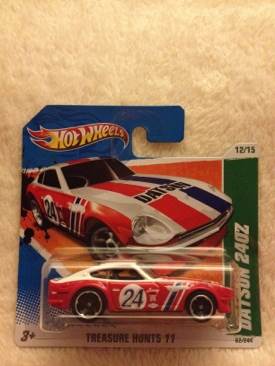 HOT WHEELS
12/15
DATSUN
24
DATSUN 240Z
24
3+
TREASURE HUNTS 11